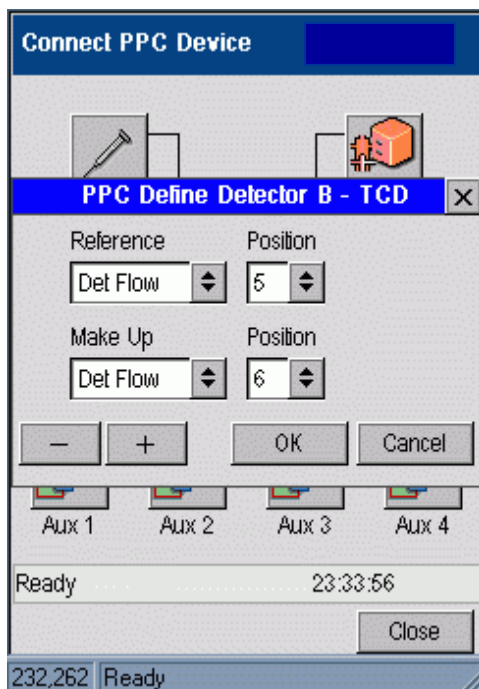 Connect PPC Device
PPC Define Detector B - TCD
Reference Position
Det Flow 5
Make Up Position
Det Flow 6
− + OK Cancel
Aux 1 Aux 2 Aux 3 Aux 4
Ready 23:33:56
Close
232,262 Ready